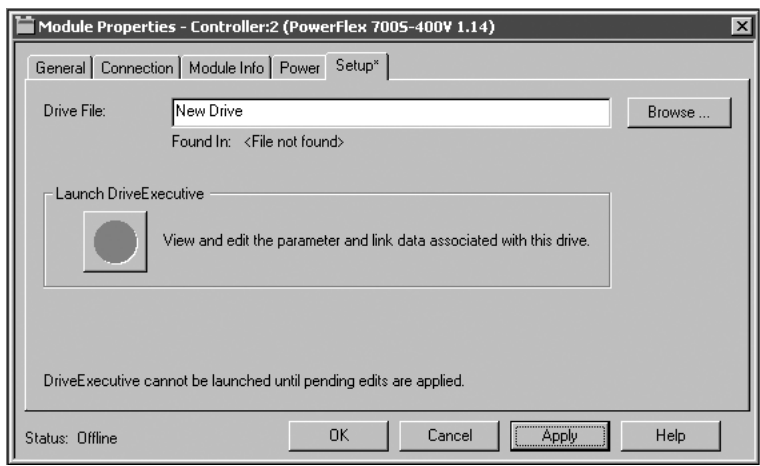 Module Properties - Controller:2 (PowerFlex 700S-400V 1.14)
General Connection Module Info Power Setup*
Drive File: New Drive Browse ...
Found In: <File not found>
Launch DriveExecutive
View and edit the parameter and link data associated with this drive.
DriveExecutive cannot be launched until pending edits are applied.
Status: Offline OK Cancel Apply Help